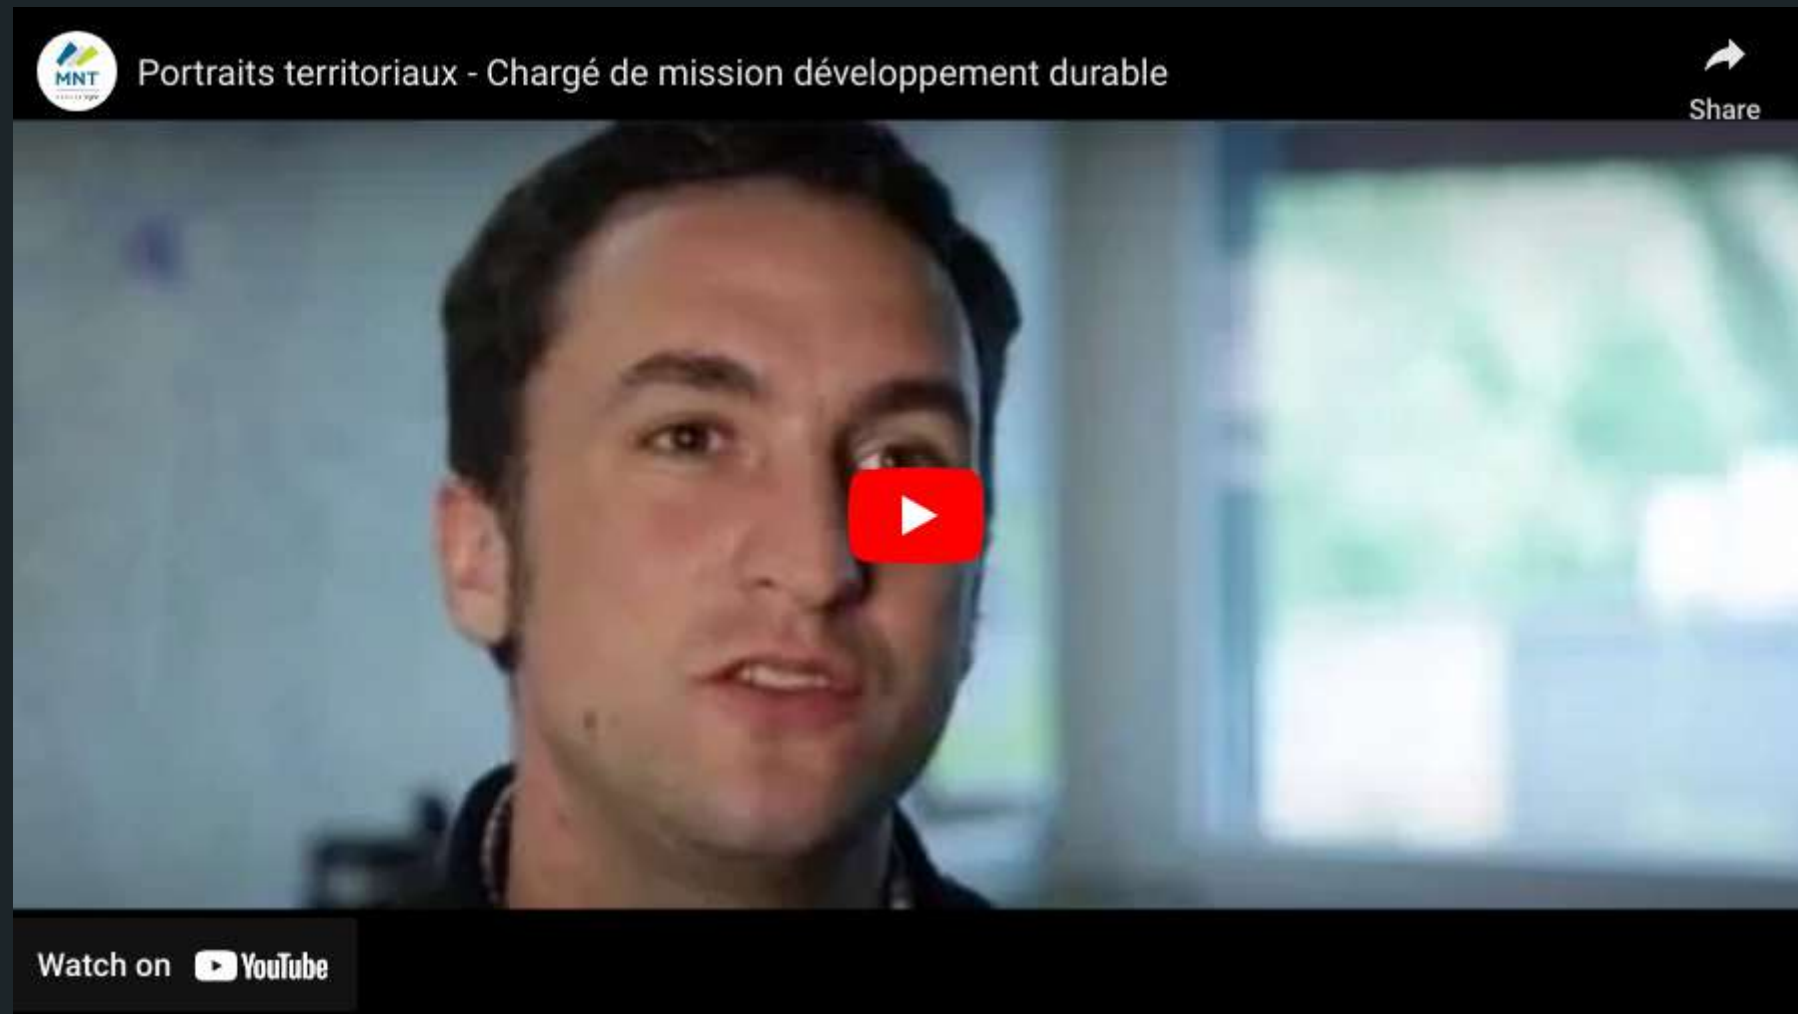 MNT
Portraits territoriaux - Chargé de mission développement durable
Share
Watch on YouTube